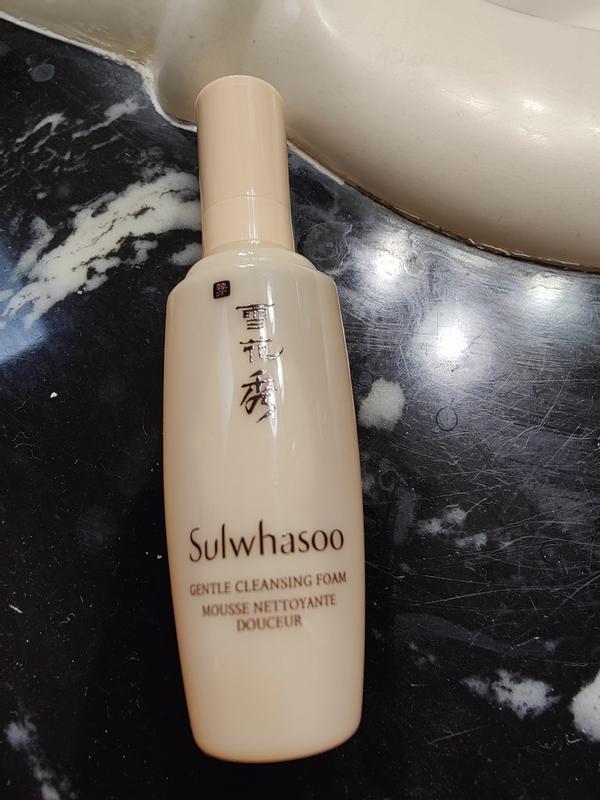 雪花秀
Sulwhasoo
GENTLE CLEANSING FOAM
MOUSSE NETTOYANTE
DOUCEUR